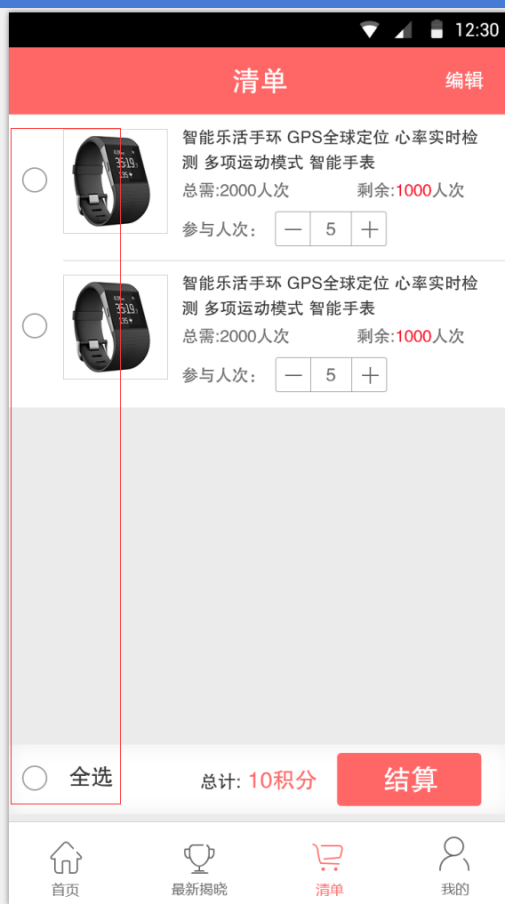 12:30
清单
编辑
智能乐活手环 GPS全球定位 心率实时检
测 多项运动模式 智能手表
总需:2000人次 剩余:1000人次
参与人次: — 5 +
智能乐活手环 GPS全球定位 心率实时检
测 多项运动模式 智能手表
总需:2000人次 剩余:1000人次
参与人次: — 5 +
全选 总计: 10积分 结算
首页 最新揭晓 清单 我的